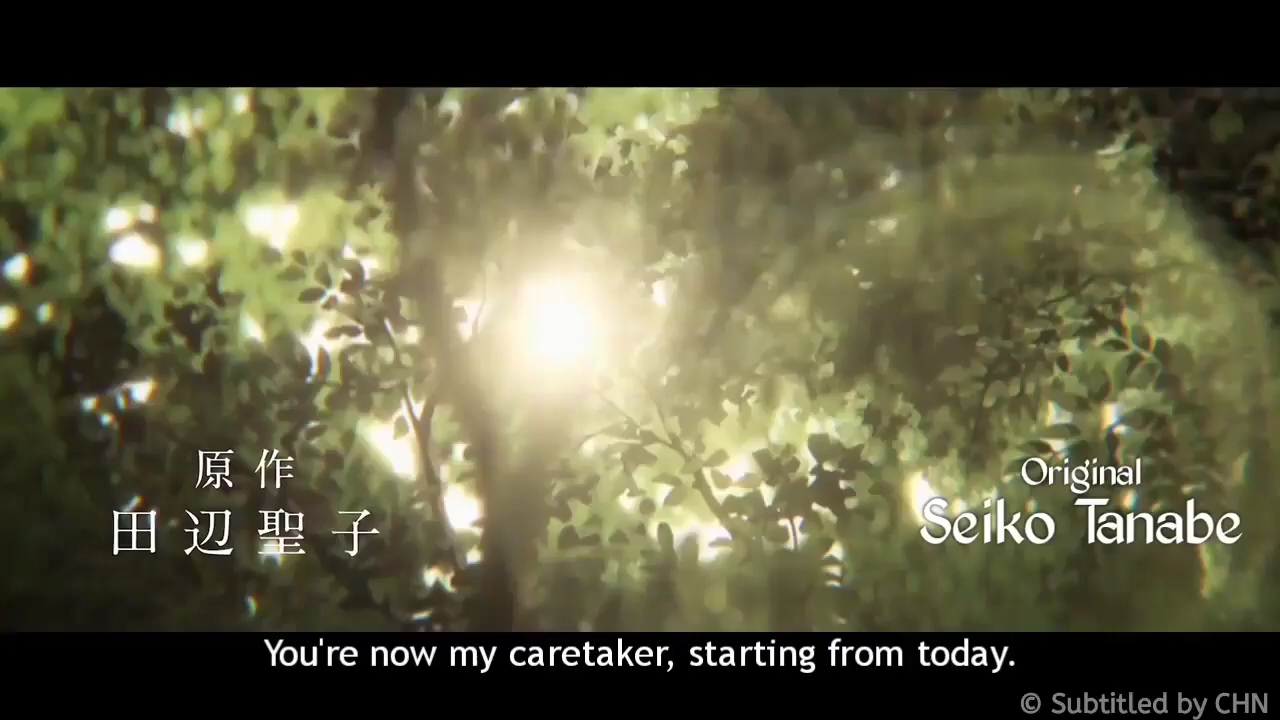 原作
田辺聖子
Original
Seiko Tanabe
You're now my caretaker, starting from today.
© Subtitled by CHN